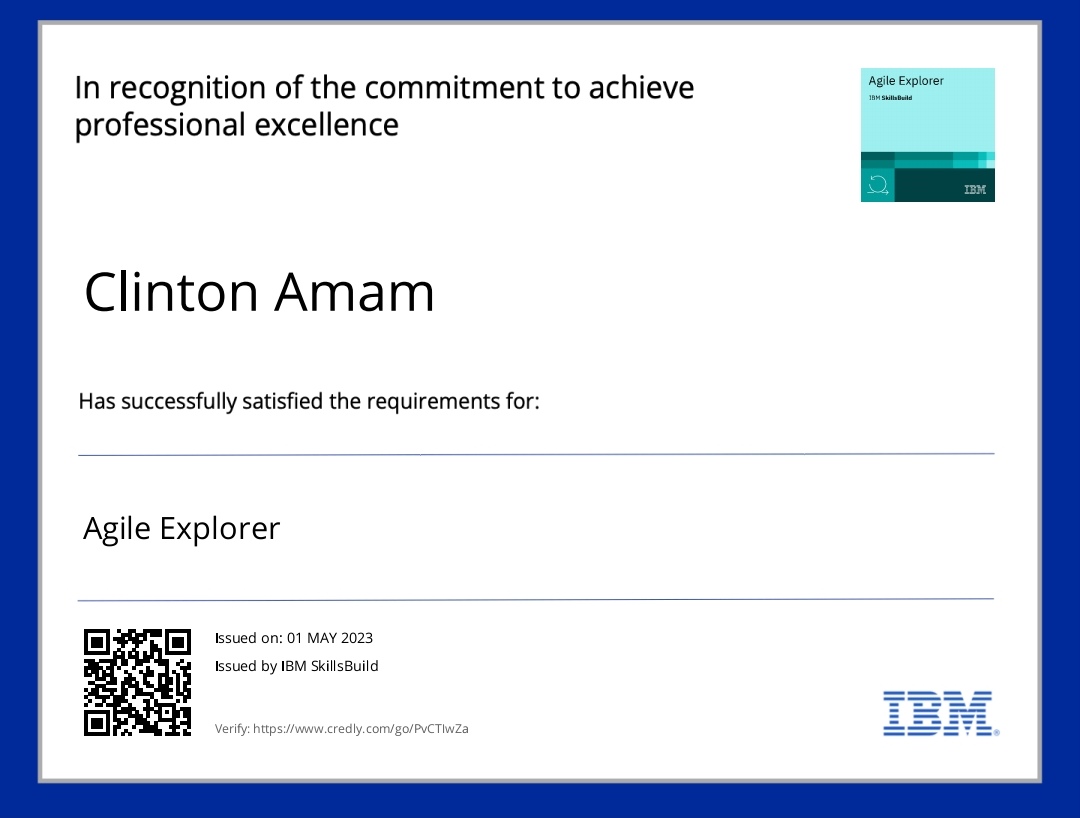 In recognition of the commitment to achieve
professional excellence
Agile Explorer
IBM SkillsBuild
IBM
Clinton Amam
Has successfully satisfied the requirements for:
Agile Explorer
Issued on: 01 MAY 2023
Issued by IBM SkillsBuild
Verify: https://www.credly.com/go/PvCTlwZa
IBM®